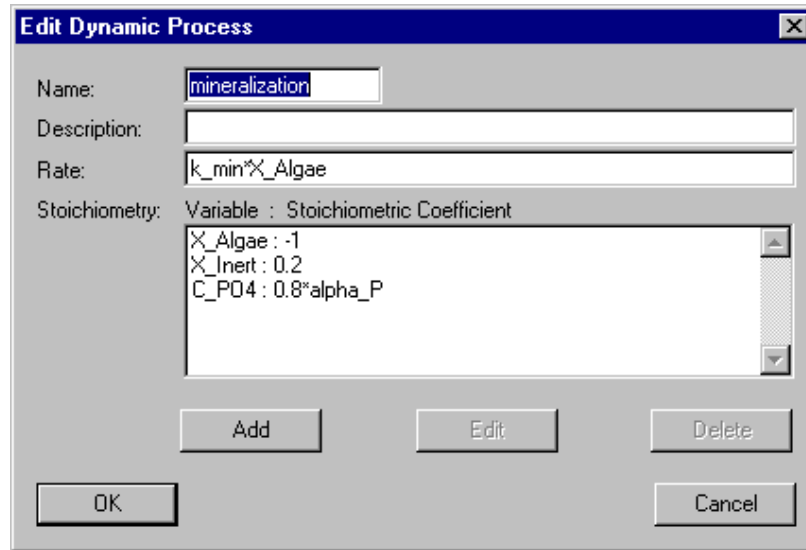 Edit Dynamic Process
Name: mineralization
Description:
Rate: k_min*X_Algae
Stoichiometry: Variable : Stoichiometric Coefficient
X_Algae : -1
X_Inert : 0.2
C_PO4 : 0.8*alpha_P
Add Edit Delete
OK Cancel